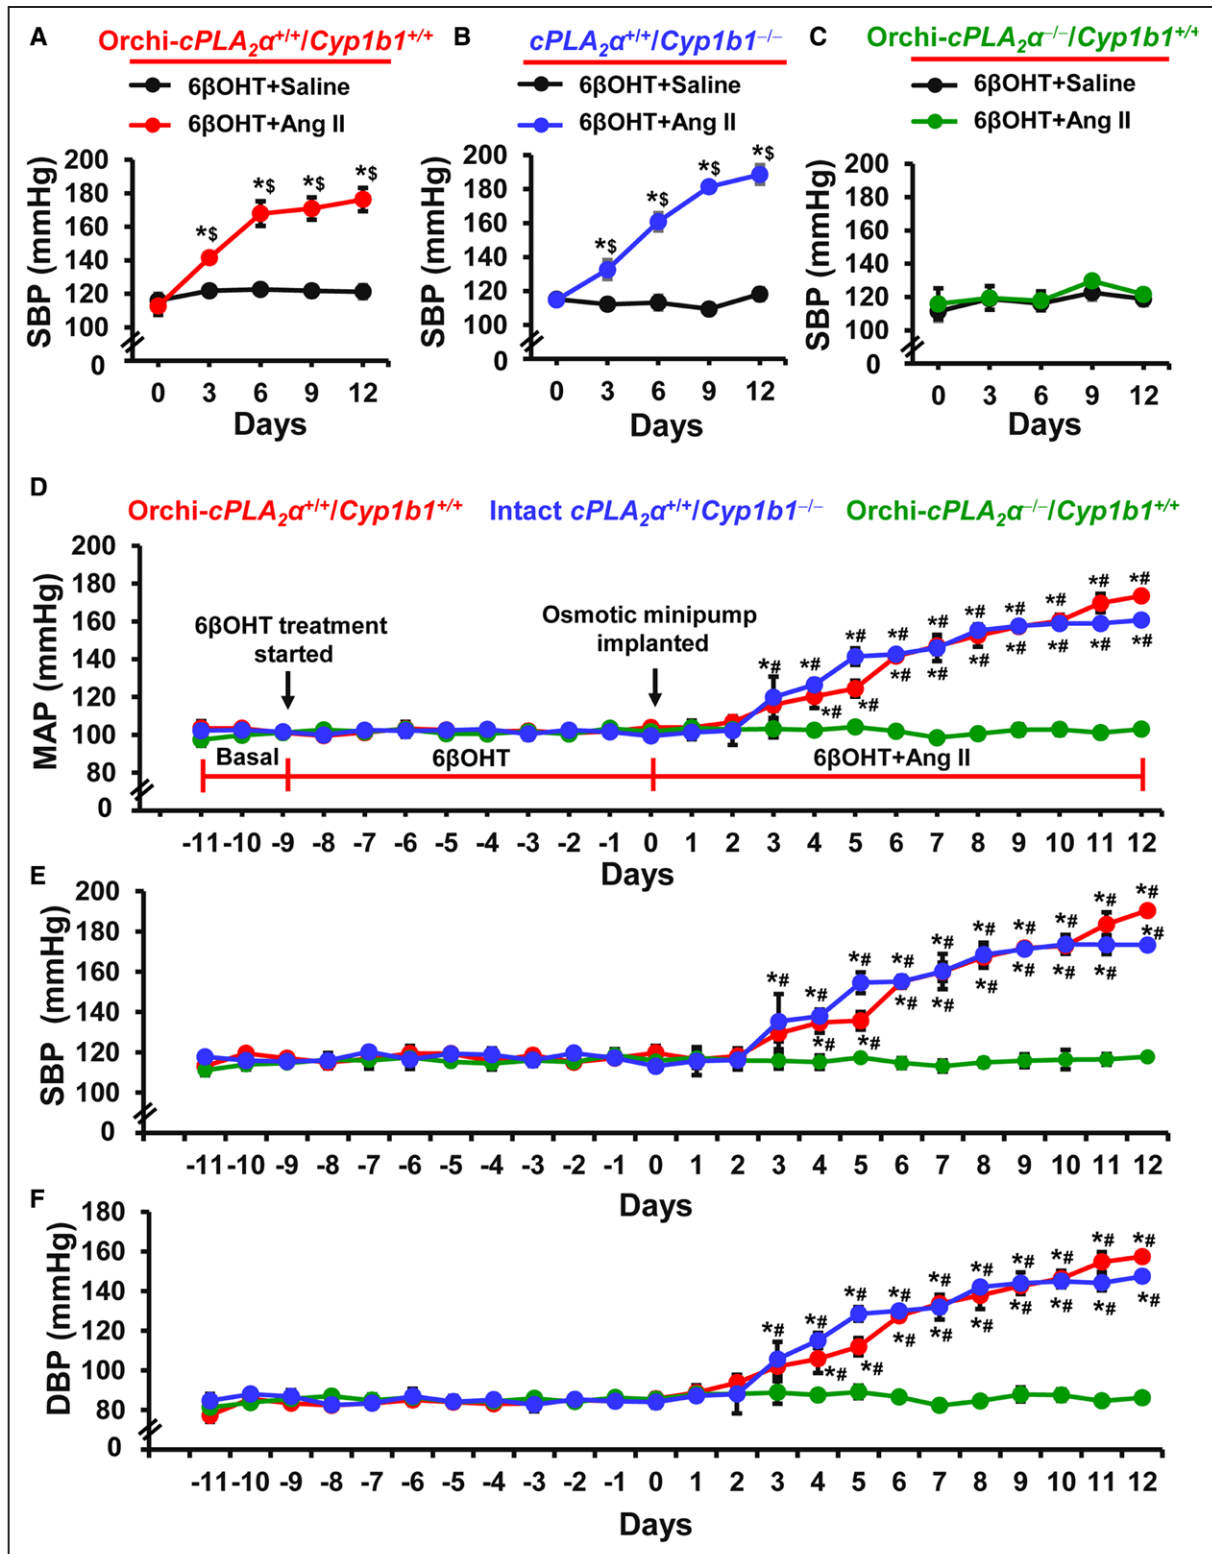 A
Orchi-cPLA₂α⁺/⁺/Cyp1b1⁺/⁺
6βOHT+Saline
6βOHT+Ang II
SBP (mmHg)
200
180
160
140
120
100
0
*$ *$ *$ *$
0 3 6 9 12
Days
B
cPLA₂α⁺/⁺/Cyp1b1⁻/⁻
6βOHT+Saline
6βOHT+Ang II
SBP (mmHg)
200
180
160
140
120
100
0
*$ *$ *$ *$
0 3 6 9 12
Days
C
Orchi-cPLA₂α⁻/⁻/Cyp1b1⁺/⁺
6βOHT+Saline
6βOHT+Ang II
SBP (mmHg)
200
180
160
140
120
100
0
0 3 6 9 12
Days
D
Orchi-cPLA₂α⁺/⁺/Cyp1b1⁺/⁺ Intact cPLA₂α⁺/⁺/Cyp1b1⁻/⁻ Orchi-cPLA₂α⁻/⁻/Cyp1b1⁺/⁺
MAP (mmHg)
200
180
160
140
120
100
80
0
6βOHT treatment
started
Osmotic minipump
implanted
*# *# *# *# *# *# *# *# *# *#
*# *# *# *# *# *# *# *# *#
Basal 6βOHT 6βOHT+Ang II
-11 -10 -9 -8 -7 -6 -5 -4 -3 -2 -1 0 1 2 3 4 5 6 7 8 9 10 11 12
Days
E
SBP (mmHg)
200
180
160
140
120
100
0
*# *# *# *# *# *# *# *# *#
*# *# *# *# *# *# *# *# *#
-11 -10 -9 -8 -7 -6 -5 -4 -3 -2 -1 0 1 2 3 4 5 6 7 8 9 10 11 12
Days
F
DBP (mmHg)
180
160
140
120
100
80
0
*# *# *# *# *# *# *# *# *# *#
*# *# *# *# *# *# *# *# *#
-11 -10 -9 -8 -7 -6 -5 -4 -3 -2 -1 0 1 2 3 4 5 6 7 8 9 10 11 12
Days